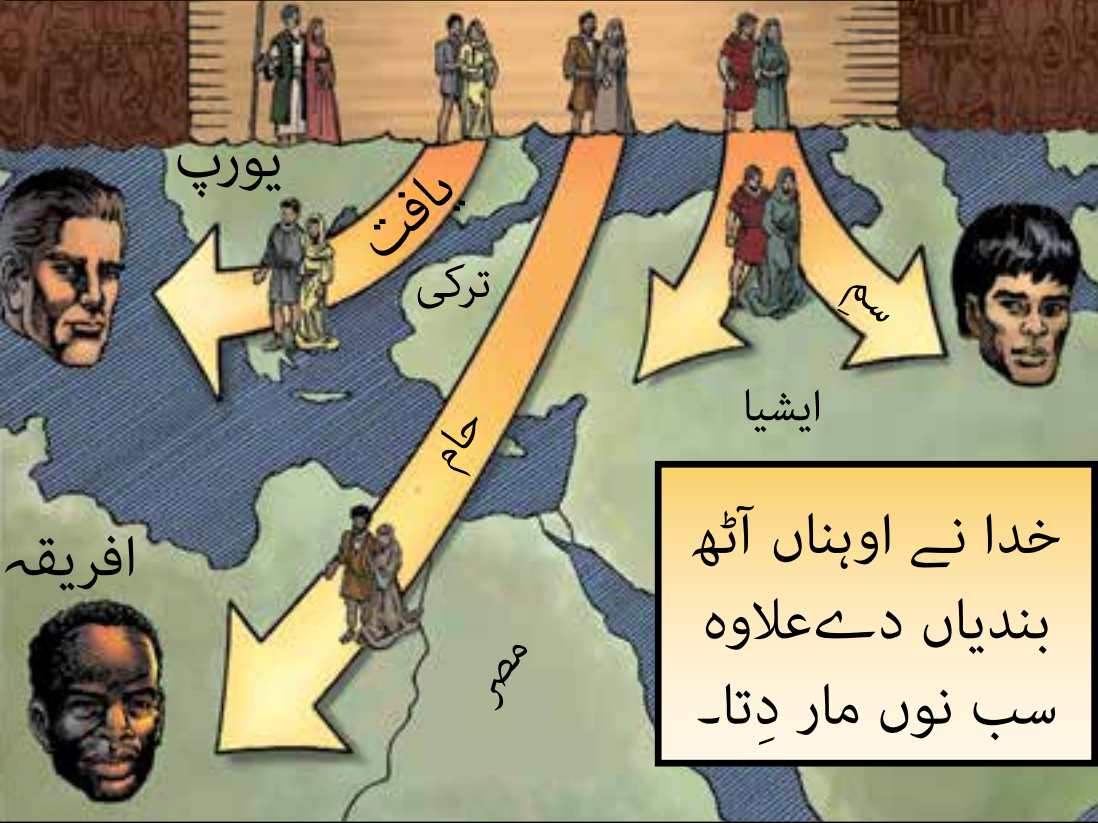 یورپ
یافت
ترکی
سمِ
حام
ایشیا
افریقہ
مصر
خدا نے اوہناں آٹھ
بندیاں دےعلاوہ
سب نوں مار دِتا۔